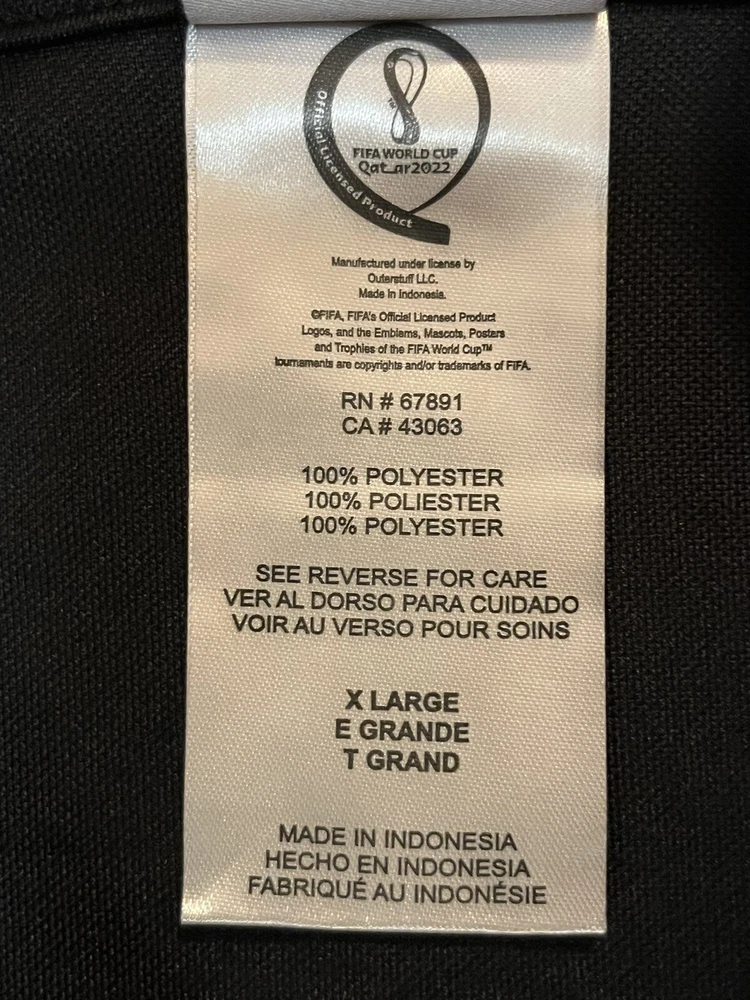 Official Licensed Product
TM
FIFA WORLD CUP
Qatar2022
Manufactured under license by
Outerstuff LLC.
Made In Indonesia.
©FIFA, FIFA's Official Licensed Product
Logos, and the Emblems, Mascots, Posters
and Trophies of the FIFA World Cup™
tournaments are copyrights and/or trademarks of FIFA.
RN # 67891
CA # 43063
100% POLYESTER
100% POLIESTER
100% POLYESTER
SEE REVERSE FOR CARE
VER AL DORSO PARA CUIDADO
VOIR AU VERSO POUR SOINS
X LARGE
E GRANDE
T GRAND
MADE IN INDONESIA
HECHO EN INDONESIA
FABRIQUÉ AU INDONÉSIE